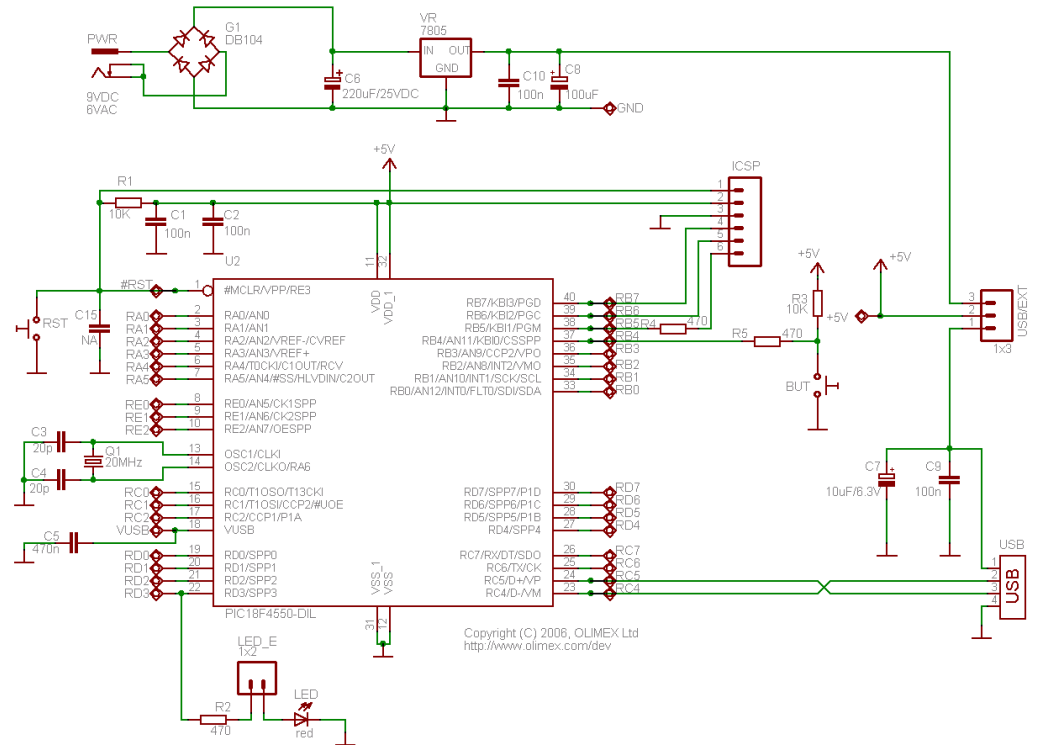 G1
DB104
PWR
9VDC
6VAC
C6
220uF/25VDC
VR
7805
IN OUT
GND
C10
100n
C8
100uF
GND
+5V
ICSP
1
2
3
4
5
6
R1
10K
C1
100n
C2
100n
U2
+5V
R3
10K
+5V
+5V
3
2
1
USB/EXT
1x3
#RST
RST
C15
NA
11
32
VDD
VDD_1
1 #MCLR/VPP/RE3
RA0 2 RA0/AN0
RA1 3 RA1/AN1
RA2 4 RA2/AN2/VREF-/CVREF
RA3 5 RA3/AN3/VREF+
RA4 6 RA4/T0CKI/C1OUT/RCV
RA5 7 RA5/AN4/#SS/HLVDIN/C2OUT
RE0 8 RE0/AN5/CK1SPP
RE1 9 RE1/AN6/CK2SPP
RE2 10 RE2/AN7/OESPP
13 OSC1/CLKI
14 OSC2/CLKO/RA6
RC0 15 RC0/T1OSO/T13CKI
RC1 16 RC1/T1OSI/CCP2/#UOE
RC2 17 RC2/CCP1/P1A
VUSB 18 VUSB
RD0 19 RD0/SPP0
RD1 20 RD1/SPP1
RD2 21 RD2/SPP2
RD3 22 RD3/SPP3
RB7/KBI3/PGD 40 RB7
RB6/KBI2/PGC 39 RB6
RB5/KBI1/PGM 38 RB5
RB4/AN11/KBI0/CSSPP 37 RB4
RB3/AN9/CCP2/VPO 36 RB3
RB2/AN8/INT2/VMO 35 RB2
RB1/AN10/INT1/SCK/SCL 34 RB1
RB0/AN12/INT0/FLT0/SDI/SDA 33 RB0
RD7/SPP7/P1D 30 RD7
RD6/SPP6/P1C 29 RD6
RD5/SPP5/P1B 28 RD5
RD4/SPP4 27 RD4
RC7/RX/DT/SDO 26 RC7
RC6/TX/CK 25 RC6
RC5/D+/VP 24 RC5
RC4/D-/VM 23 RC4
R4 470
R5 470
BUT
C3
20p
Q1
20MHz
C4
20p
C5
470n
VSS_1
VSS
31
12
PIC18F4550-DIL
C7
10uF/6.3V
C9
100n
USB
1
2
3
4
USB
Copyright (C) 2006, OLIMEX Ltd
http://www.olimex.com/dev
LED_E
1x2
R2
470
LED
red